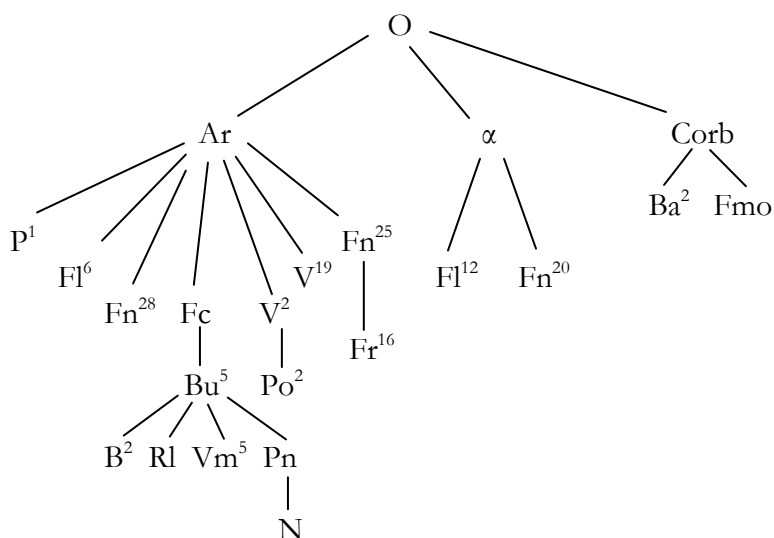 O
Ar α Corb
Ba² Fmo
P¹ Fn²⁵
Fl⁶ V¹⁹ Fl¹² Fn²⁰
Fn²⁸ Fc V²
Fr¹⁶
Bu⁵ Po²
B² Rl Vm⁵ Pn
N